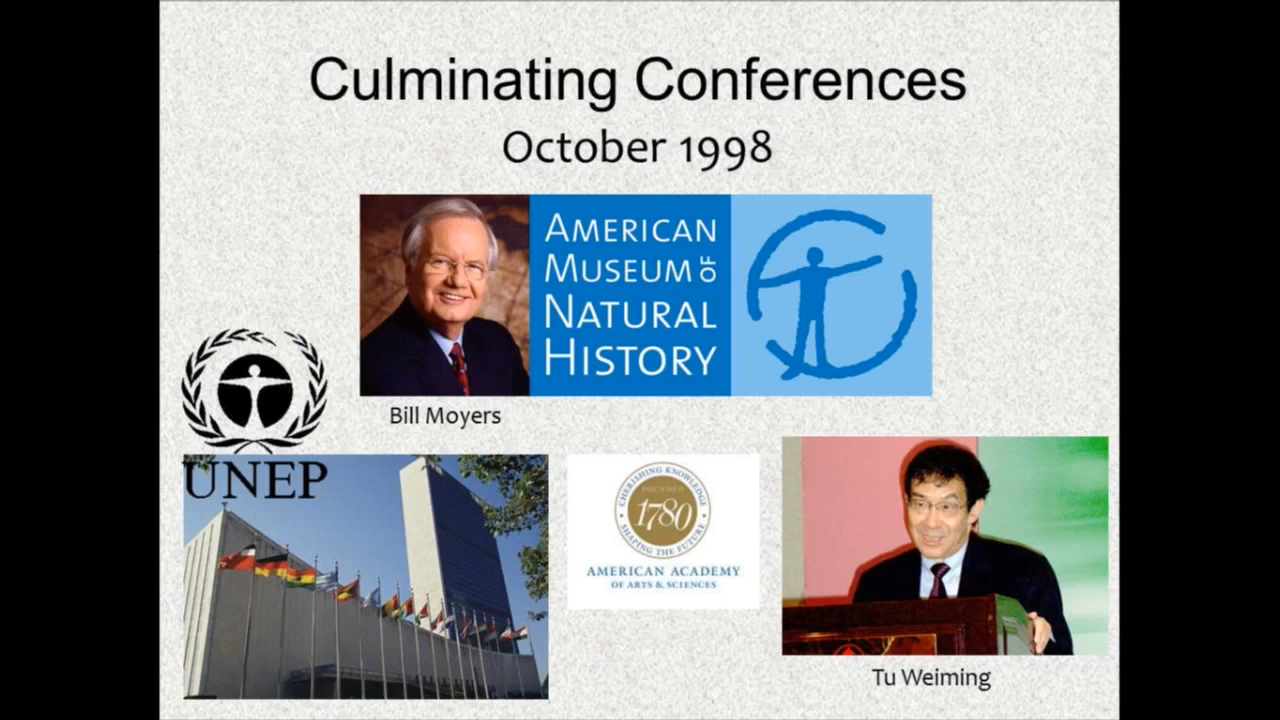 Culminating Conferences
October 1998
AMERICAN
MUSEUM OF
NATURAL
HISTORY
Bill Moyers
UNEP
CHERISHING KNOWLEDGE
FOUNDED
1780
SHAPING THE FUTURE
AMERICAN ACADEMY
OF ARTS & SCIENCES
Tu Weiming